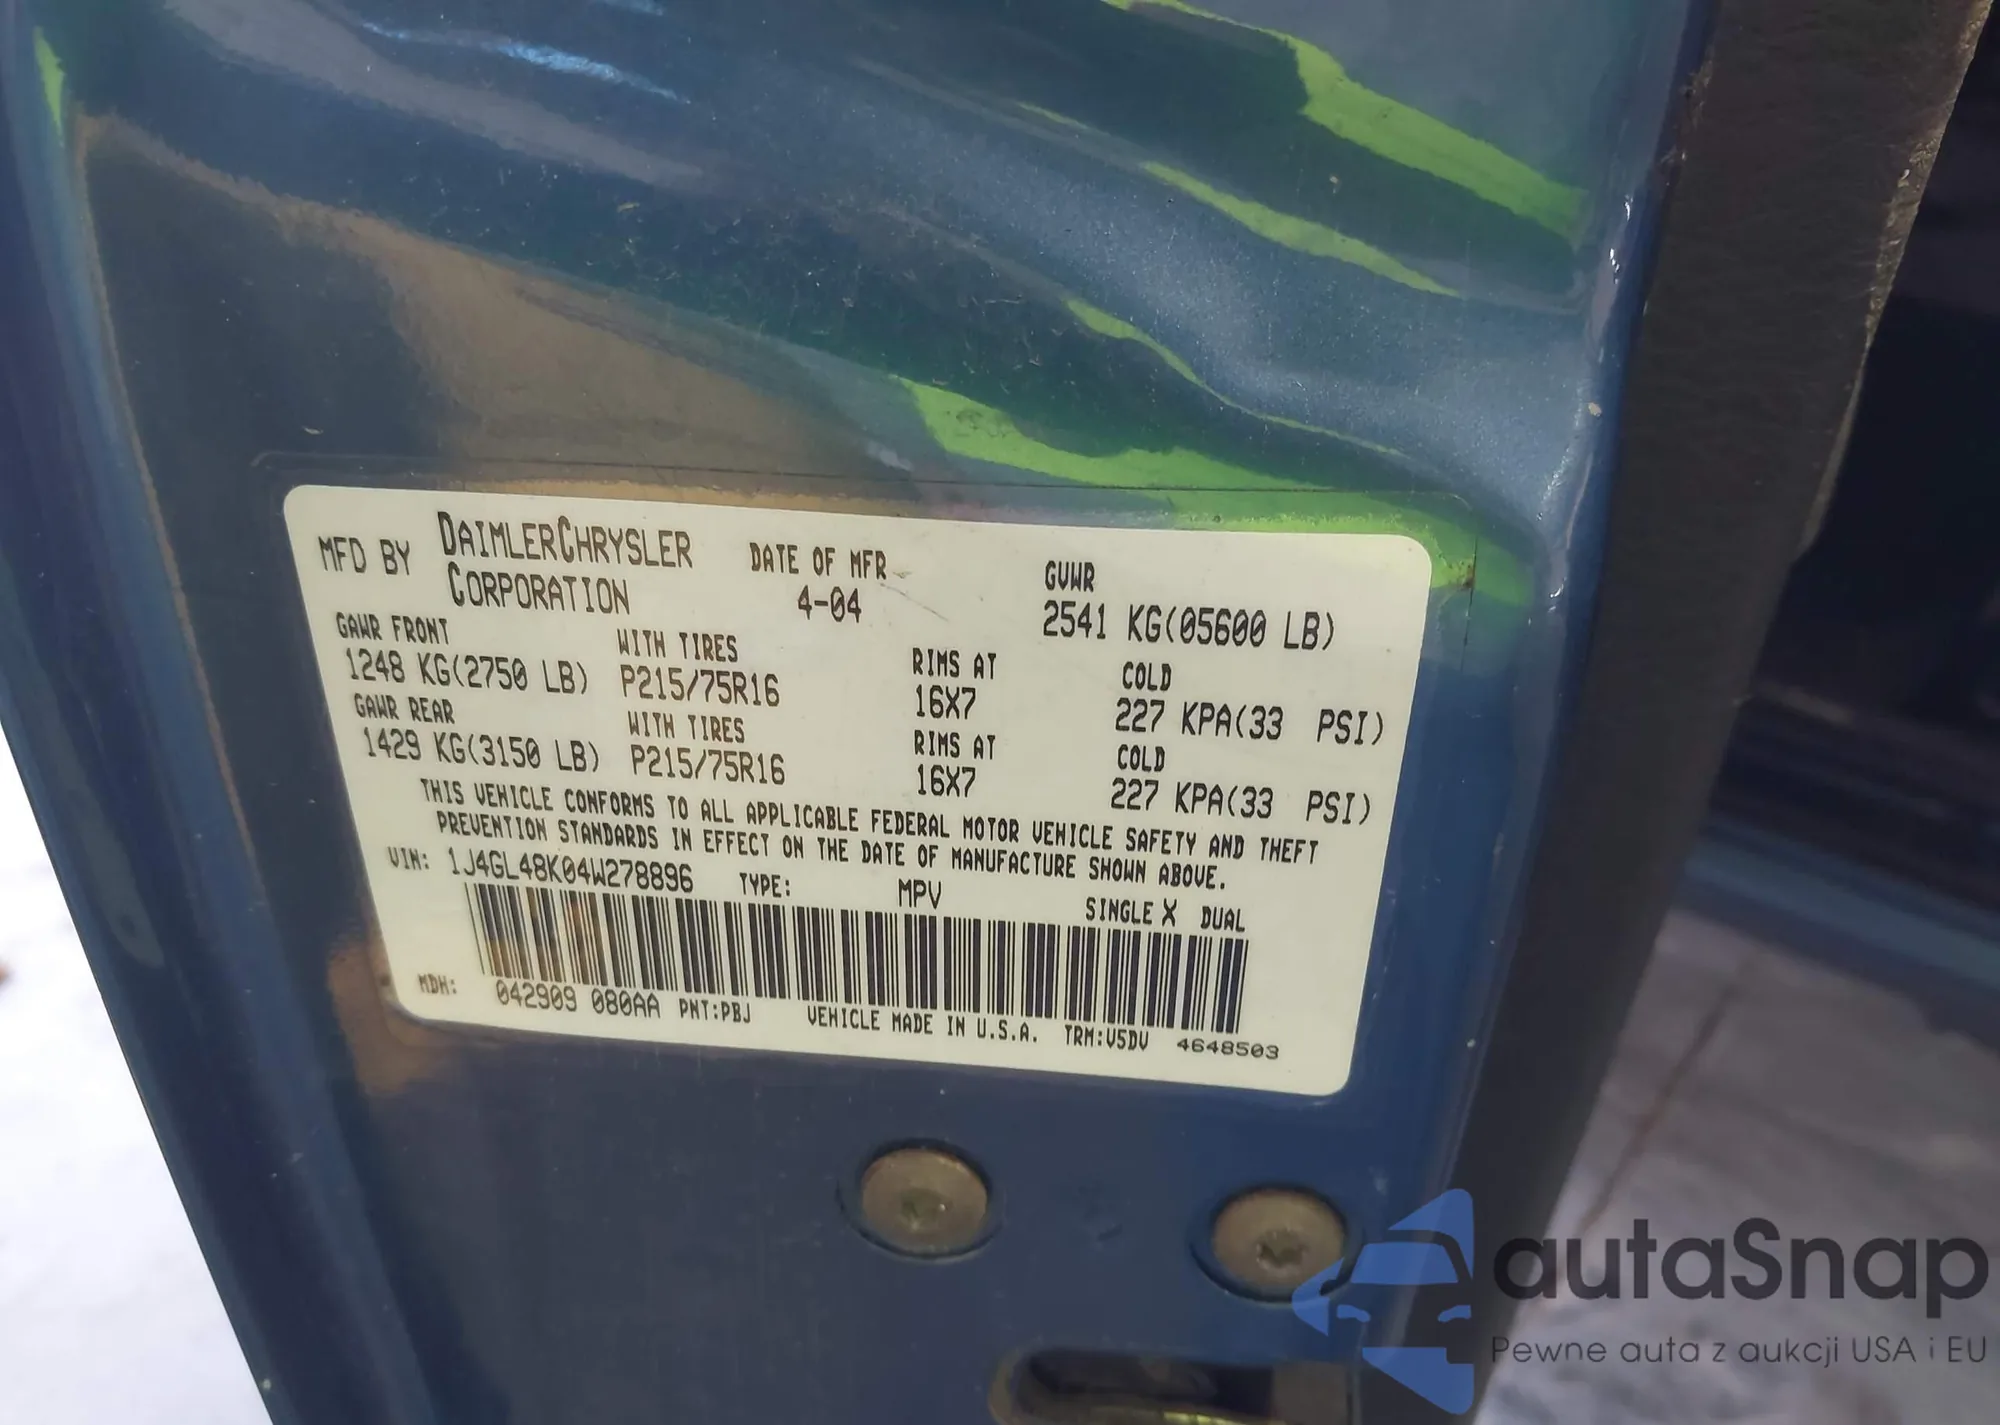 MFD BY DAIMLERCHRYSLER CORPORATION
DATE OF MFR 4-04
GVWR 2541 KG(05600 LB)
GAWR FRONT WITH TIRES RIMS AT COLD
1248 KG(2750 LB) P215/75R16 16X7 227 KPA(33 PSI)
GAWR REAR WITH TIRES RIMS AT COLD
1429 KG(3150 LB) P215/75R16 16X7 227 KPA(33 PSI)
THIS VEHICLE CONFORMS TO ALL APPLICABLE FEDERAL MOTOR VEHICLE SAFETY AND THEFT
PREVENTION STANDARDS IN EFFECT ON THE DATE OF MANUFACTURE SHOWN ABOVE.
VIN: 1J4GL48K04W278896 TYPE: MPV SINGLE X DUAL
MDH: 042909 080AA PNT:PBJ VEHICLE MADE IN U.S.A. TRM:V5DV 4648503
autaSnap
Pewne auta z aukcji USA i EU